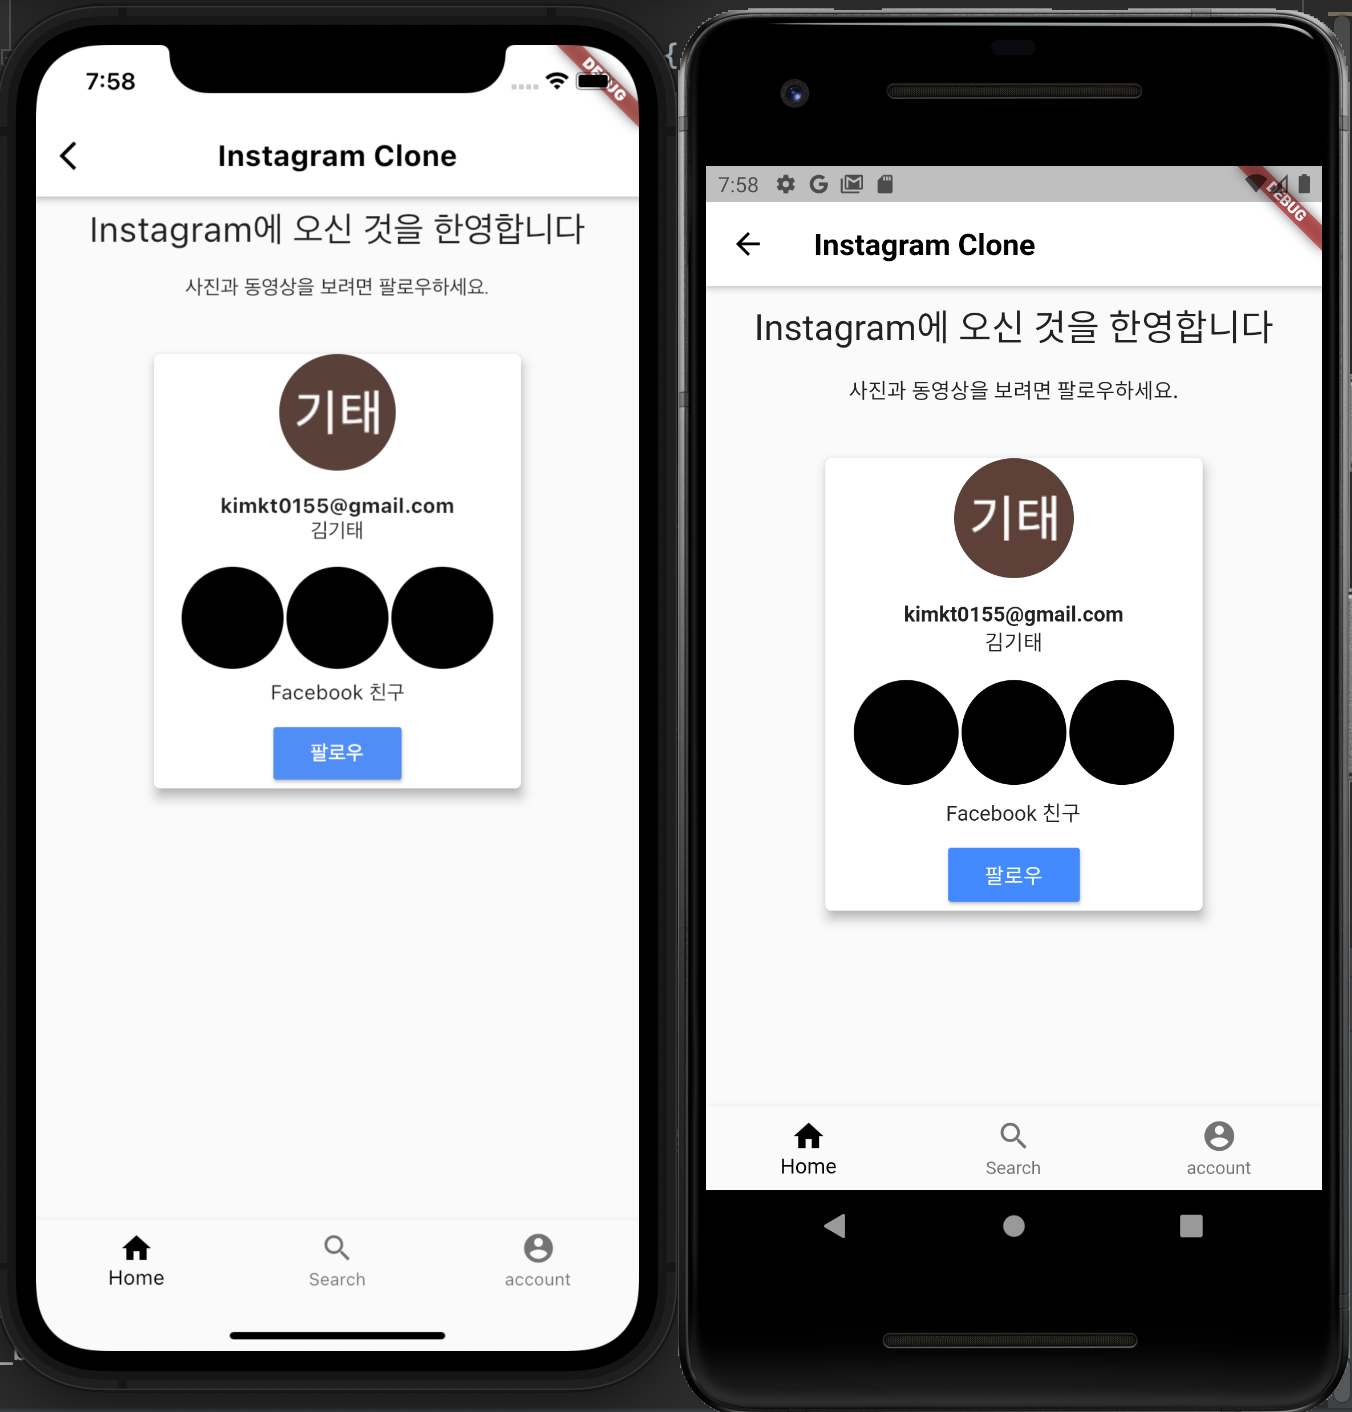 7:58
DEBUG
Instagram Clone
Instagram에 오신 것을 한영합니다
사진과 동영상을 보려면 팔로우하세요.
기태
kimkt0155@gmail.com
김기태
Facebook 친구
팔로우
Home
Search
account
{
7:58
G
DEBUG
Instagram Clone
Instagram에 오신 것을 한영합니다
사진과 동영상을 보려면 팔로우하세요.
기태
kimkt0155@gmail.com
김기태
Facebook 친구
팔로우
Home
Search
account